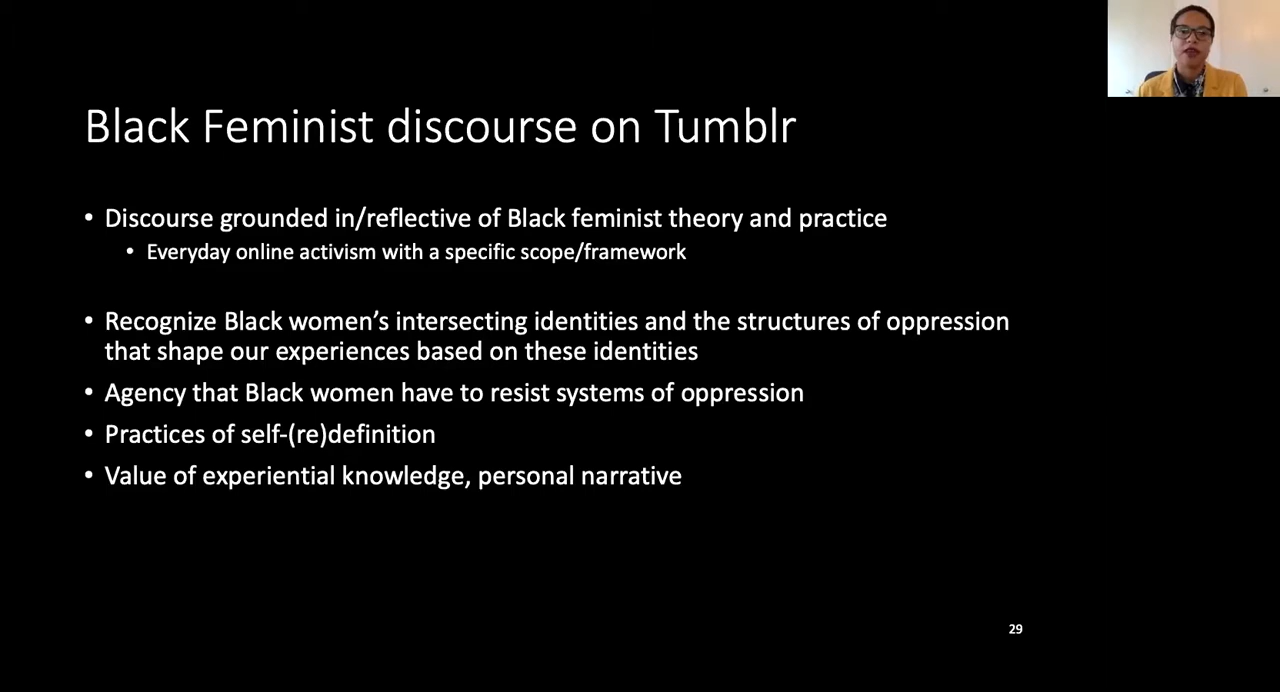 Black Feminist discourse on Tumblr
• Discourse grounded in/reflective of Black feminist theory and practice
• Everyday online activism with a specific scope/framework
• Recognize Black women’s intersecting identities and the structures of oppression
that shape our experiences based on these identities
• Agency that Black women have to resist systems of oppression
• Practices of self-(re)definition
• Value of experiential knowledge, personal narrative
29